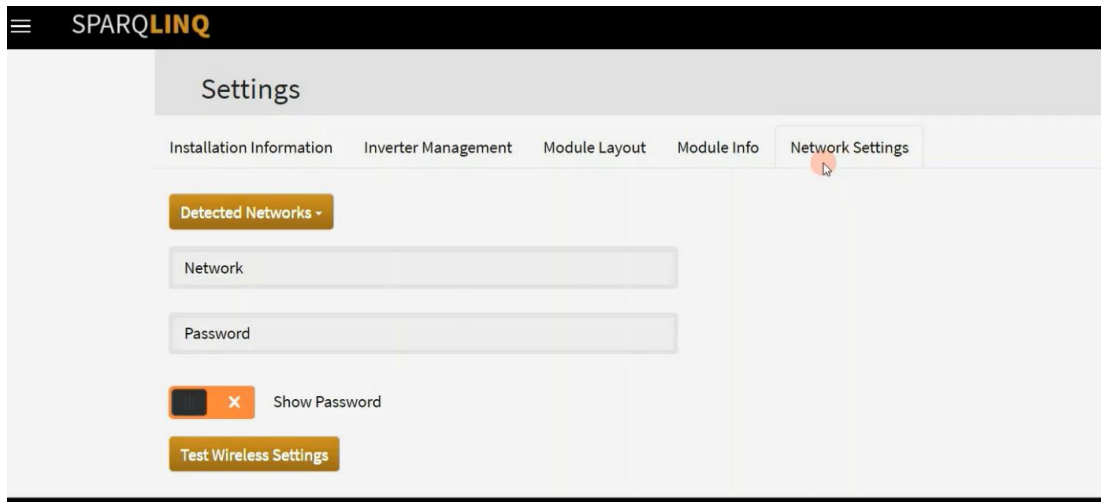 SPARQLINQ
Settings
Installation Information Inverter Management Module Layout Module Info Network Settings
Detected Networks
Network
Password
Show Password
Test Wireless Settings